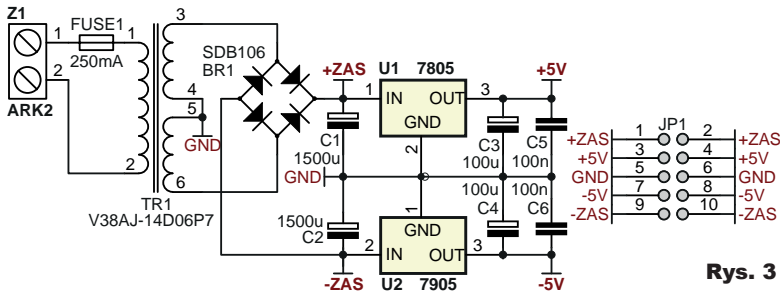 Z1
FUSE1
1
1
250mA
2
2
ARK2
3
4
5
GND
6
TR1
V38AJ-14D06P7
SDB106
BR1
+ZAS
U1 7805
1 IN OUT 3
GND
2
+5V
C1
1500u
C3
100u
C5
100n
GND
1500u
C2
100u
C4
100n
C6
1
GND
2 IN OUT 3
-ZAS
U2 7905
-5V
JP1
+ZAS 1 2 +ZAS
+5V 3 4 +5V
GND 5 6 GND
-5V 7 8 -5V
-ZAS 9 10 -ZAS
Rys. 3